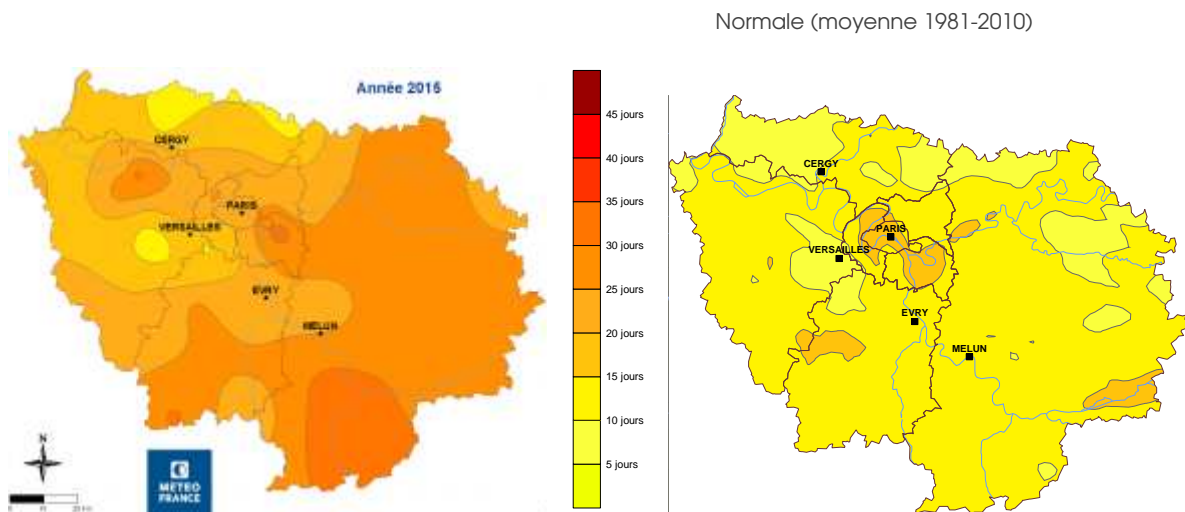 Normale (moyenne 1981-2010)
Année 2015
CERGY
PARIS
VERSAILLES
EVRY
MELUN
N
METEO
FRANCE
45 jours
40 jours
35 jours
30 jours
25 jours
20 jours
15 jours
10 jours
5 jours
CERGY
PARIS
VERSAILLES
EVRY
MELUN